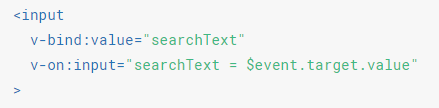 <input
v-bind:value="searchText"
v-on:input="searchText = $event.target.value"
>